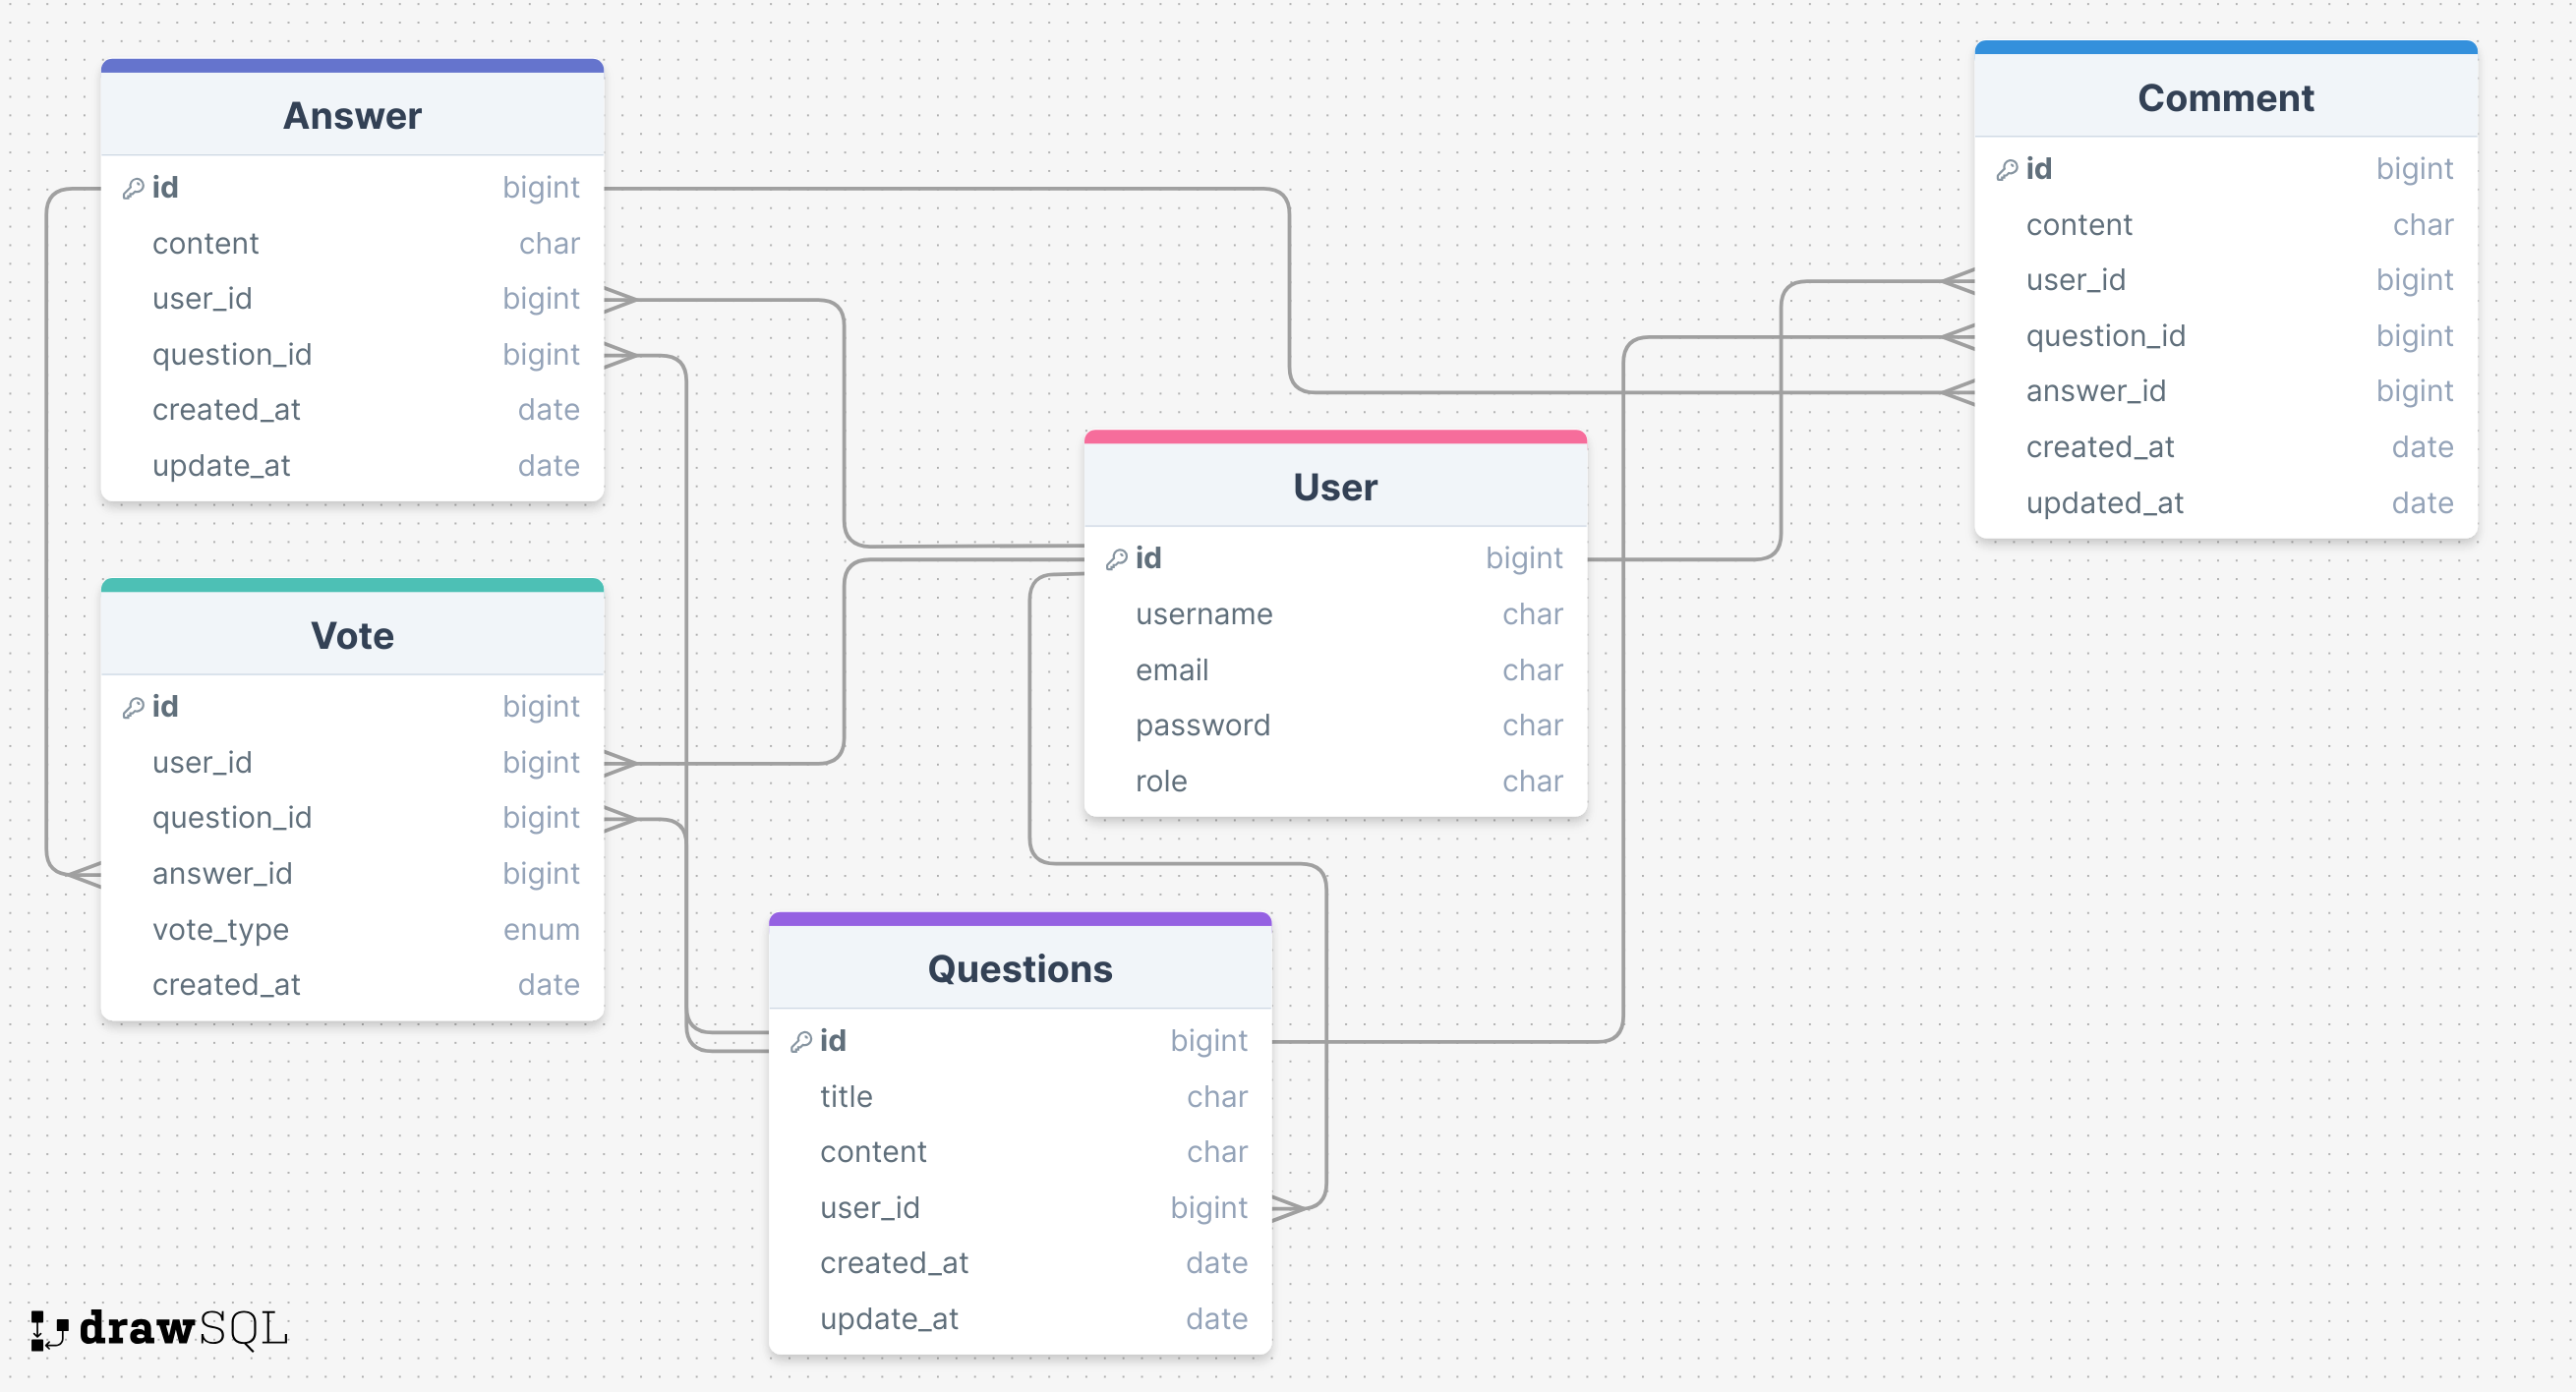 Answer
id bigint
content char
user_id bigint
question_id bigint
created_at date
update_at date
Vote
id bigint
user_id bigint
question_id bigint
answer_id bigint
vote_type enum
created_at date
User
id bigint
username char
email char
password char
role char
Questions
id bigint
title char
content char
user_id bigint
created_at date
update_at date
Comment
id bigint
content char
user_id bigint
question_id bigint
answer_id bigint
created_at date
updated_at date
drawSQL